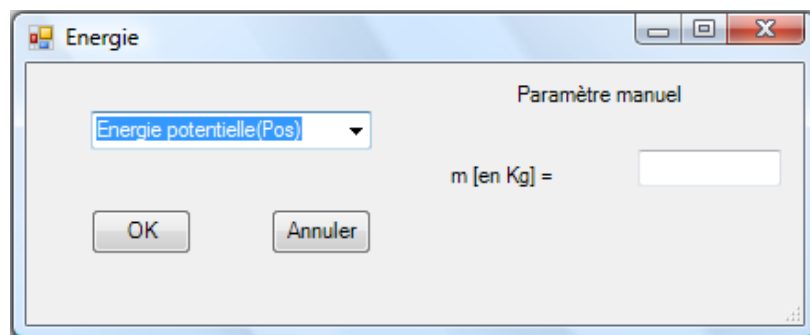 Energie
Paramètre manuel
Energie potentielle(Pos)
m [en Kg] =
OK
Annuler